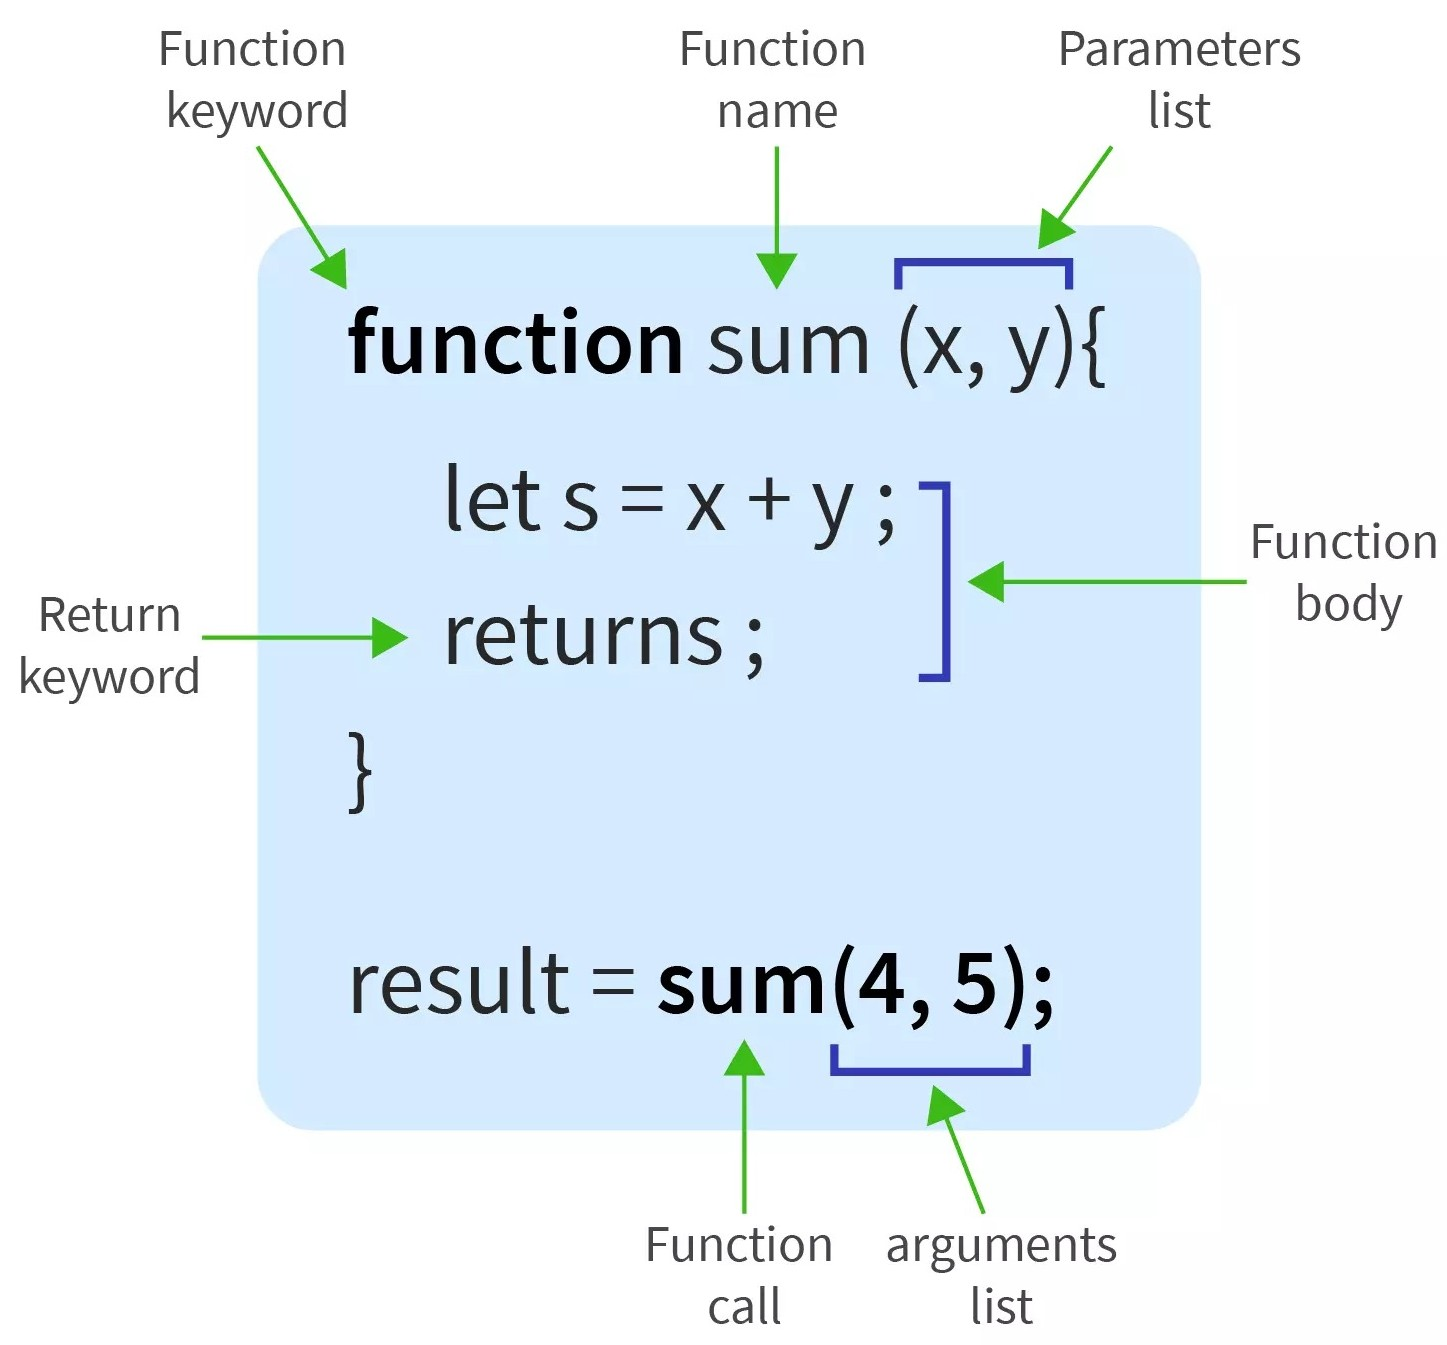 Function
keyword
Function
name
Parameters
list
function sum (x, y){
let s = x + y ;
Function
body
Return
keyword
returns ;
}
result = sum(4, 5);
Function
call
arguments
list